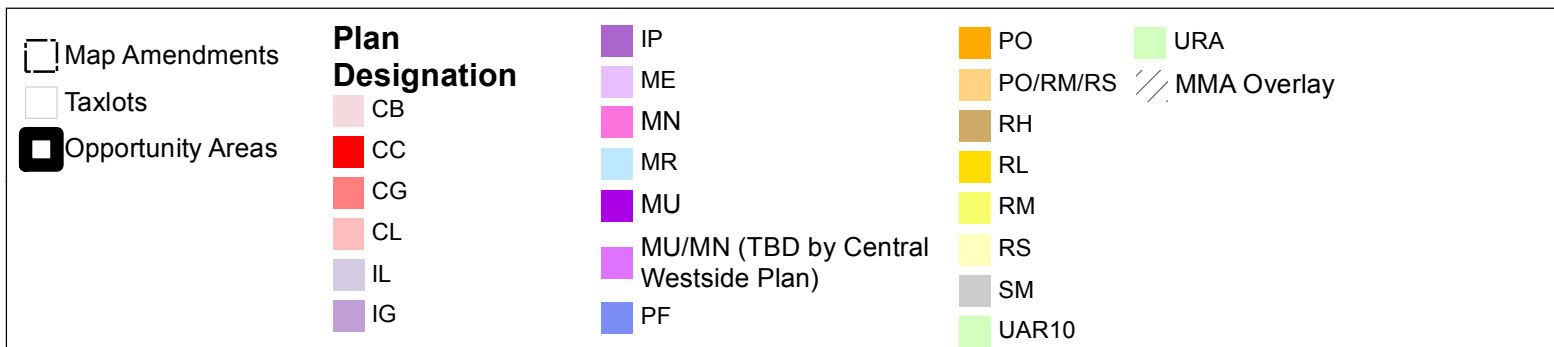 Map Amendments
Taxlots
Opportunity Areas
Plan
Designation
CB
CC
CG
CL
IL
IG
IP
ME
MN
MR
MU
MU/MN (TBD by Central
Westside Plan)
PF
PO
PO/RM/RS
RH
RL
RM
RS
SM
UAR10
URA
MMA Overlay